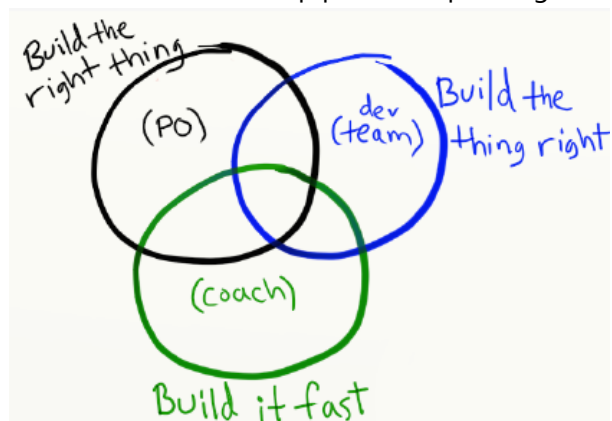 Build the
right thing
(PO)
dev
(team)
Build the
thing right
(coach)
Build it fast